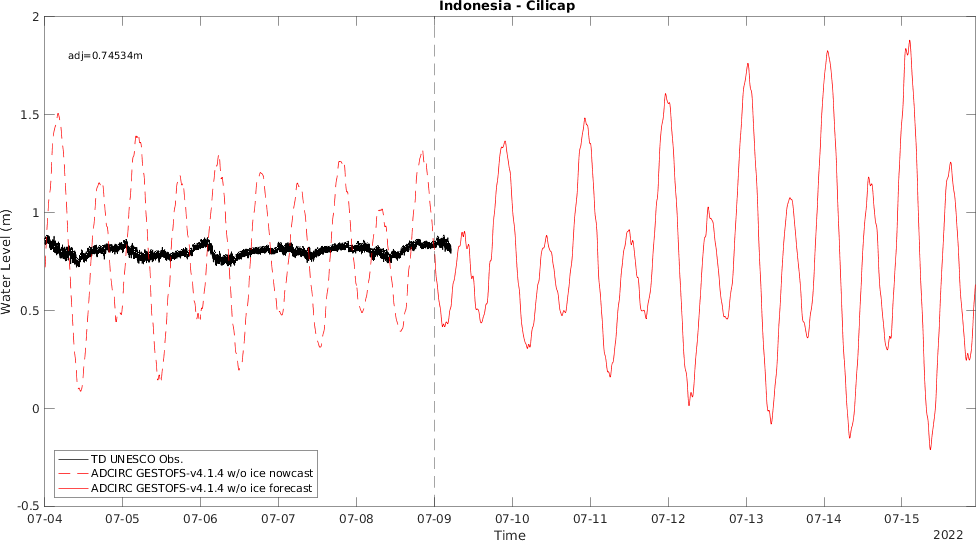 Indonesia - Cilicap
adj=0.74534m
2
1.5
1
0.5
0
-0.5
Water Level (m)
TD UNESCO Obs.
ADCIRC GESTOFS-v4.1.4 w/o ice nowcast
ADCIRC GESTOFS-v4.1.4 w/o ice forecast
07-04 07-05 07-06 07-07 07-08 07-09 07-10 07-11 07-12 07-13 07-14 07-15
Time
2022